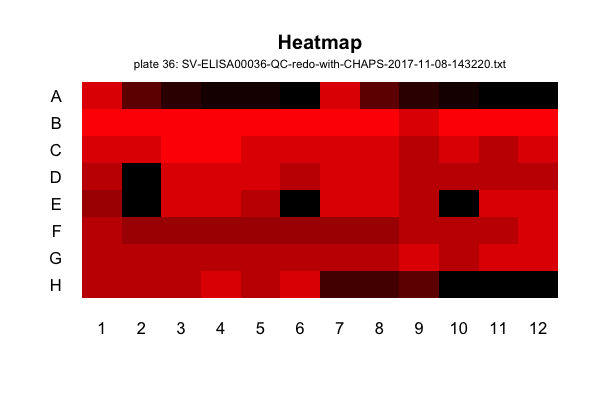 Heatmap
plate 36: SV-ELISA00036-QC-redo-with-CHAPS-2017-11-08-143220.txt
A
B
C
D
E
F
G
H
1 2 3 4 5 6 7 8 9 10 11 12